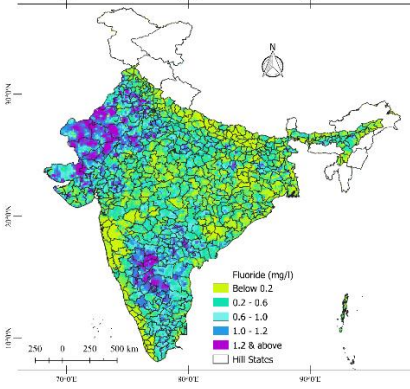 N
30°0'N
20°0'N
10°0'N
Fluoride (mg/l)
Below 0.2
0.2 - 0.6
0.6 - 1.0
1.0 - 1.2
1.2 & above
Hill States
250 0 250 500 km
70°0'E 80°0'E 90°0'E